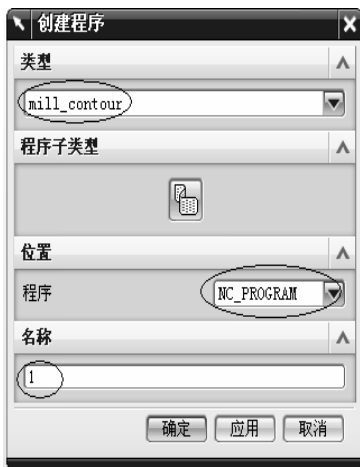 创建程序
类型
mill_contour
程序子类型
位置
程序 NC_PROGRAM
名称
1
确定 应用 取消